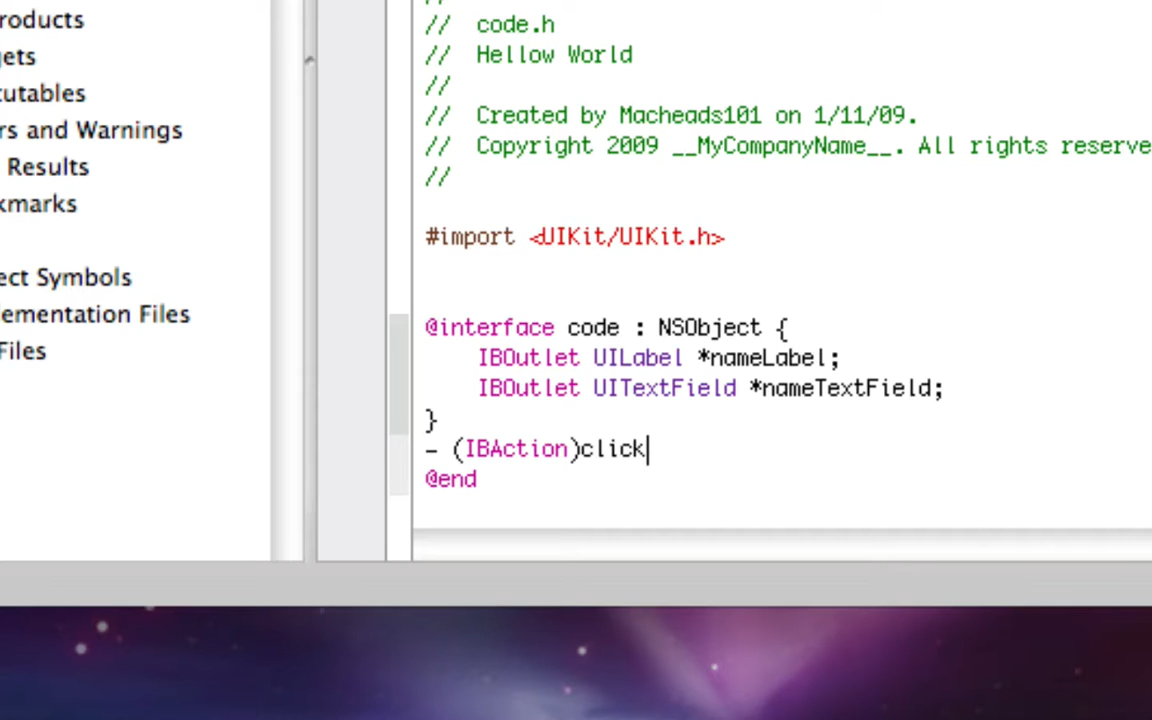 roducts
gets
cutables
rs and Warnings
Results
kmarks
ect Symbols
ementation Files
Files
//
// code.h
// Hellow World
//
// Created by Macheads101 on 1/11/09.
// Copyright 2009 __MyCompanyName__. All rights reserve
//
#import <UIKit/UIKit.h>
@interface code : NSObject {
IBOutlet UILabel *nameLabel;
IBOutlet UITextField *nameTextField;
}
- (IBAction)click
@end